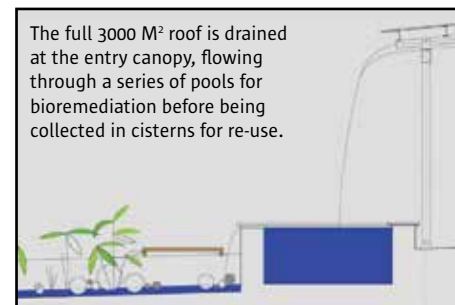 The full 3000 M² roof is drained
at the entry canopy, flowing
through a series of pools for
bioremediation before being
collected in cisterns for re-use.